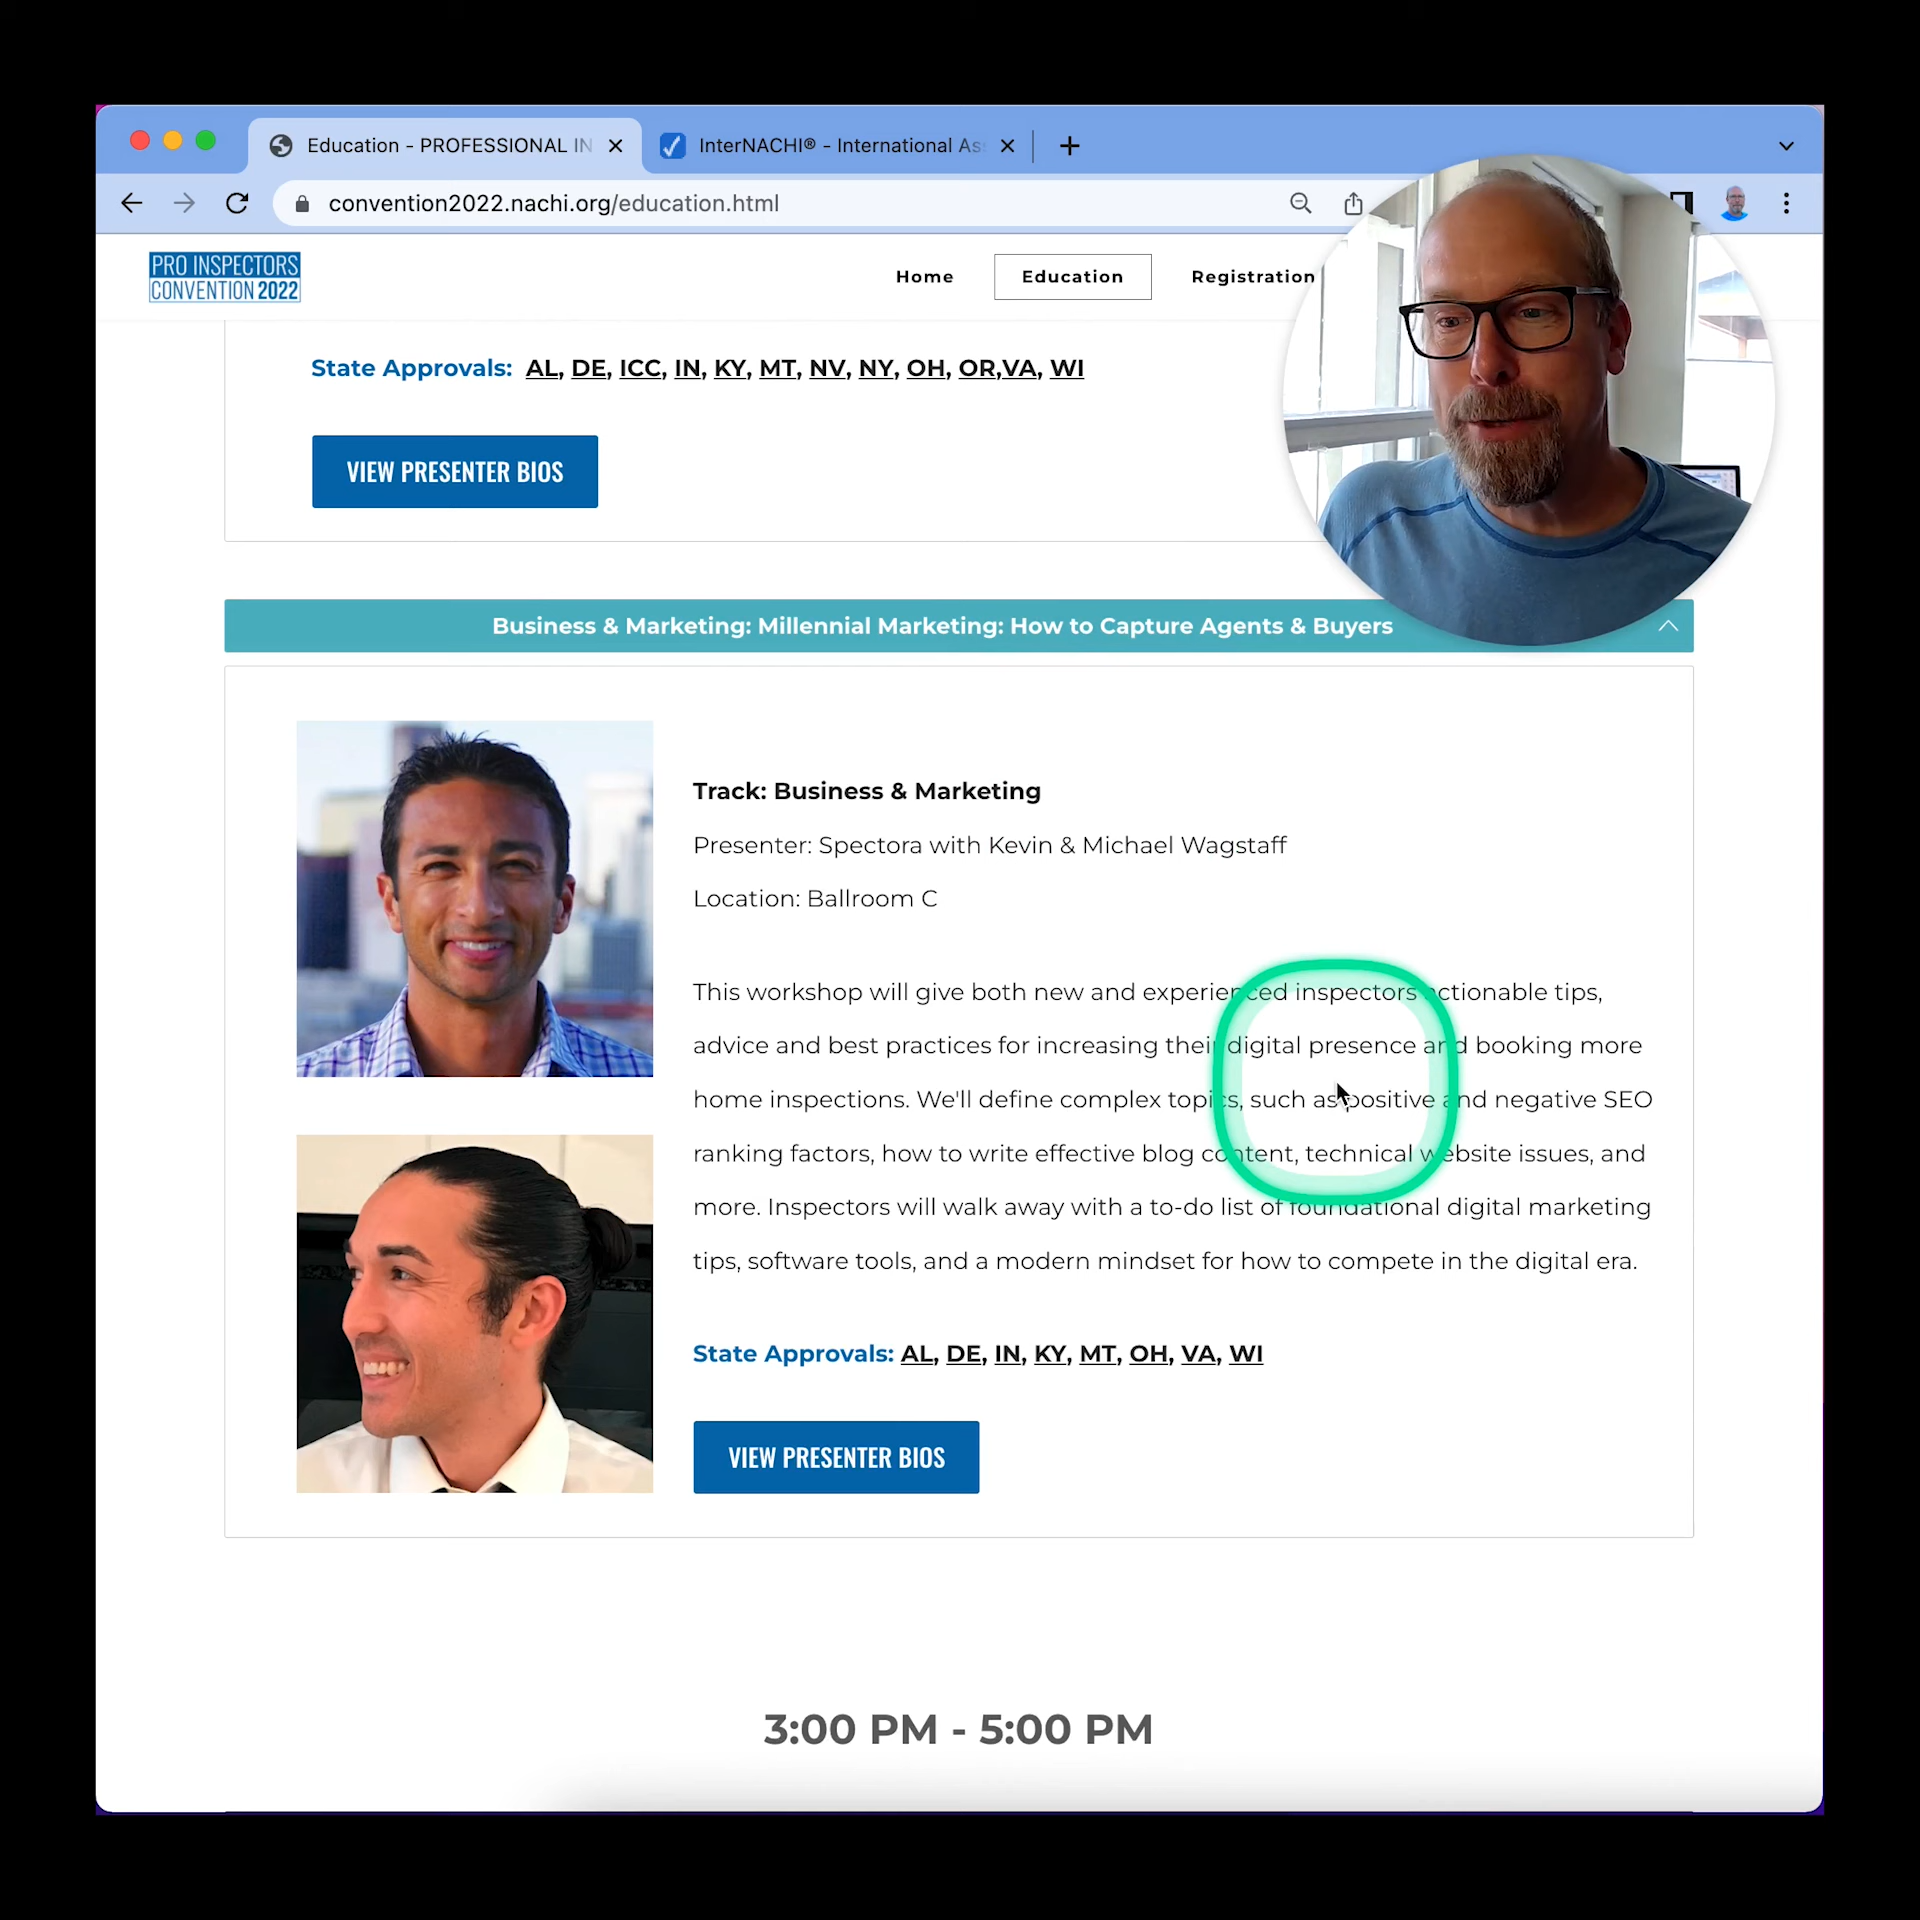 Education - PROFESSIONAL IN
InterNACHI® - International As
convention2022.nachi.org/education.html
PRO INSPECTORS
CONVENTION 2022
Home
Education
Registration
State Approvals: AL, DE, ICC, IN, KY, MT, NV, NY, OH, OR,VA, WI
VIEW PRESENTER BIOS
Business & Marketing: Millennial Marketing: How to Capture Agents & Buyers
Track: Business & Marketing
Presenter: Spectora with Kevin & Michael Wagstaff
Location: Ballroom C
This workshop will give both new and experienced inspectors actionable tips,
advice and best practices for increasing their digital presence and booking more
home inspections. We'll define complex topics, such as positive and negative SEO
ranking factors, how to write effective blog content, technical website issues, and
more. Inspectors will walk away with a to-do list of foundational digital marketing
tips, software tools, and a modern mindset for how to compete in the digital era.
State Approvals: AL, DE, IN, KY, MT, OH, VA, WI
VIEW PRESENTER BIOS
3:00 PM - 5:00 PM